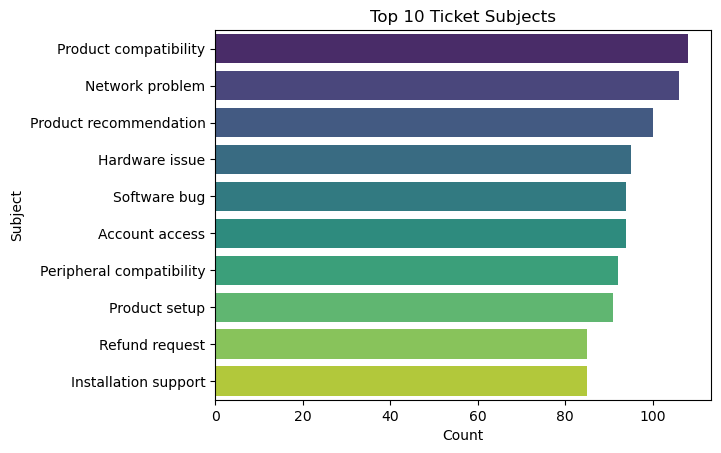 Top 10 Ticket Subjects
Product compatibility
Network problem
Product recommendation
Hardware issue
Software bug
Account access
Peripheral compatibility
Product setup
Refund request
Installation support
Subject
0 20 40 60 80 100
Count